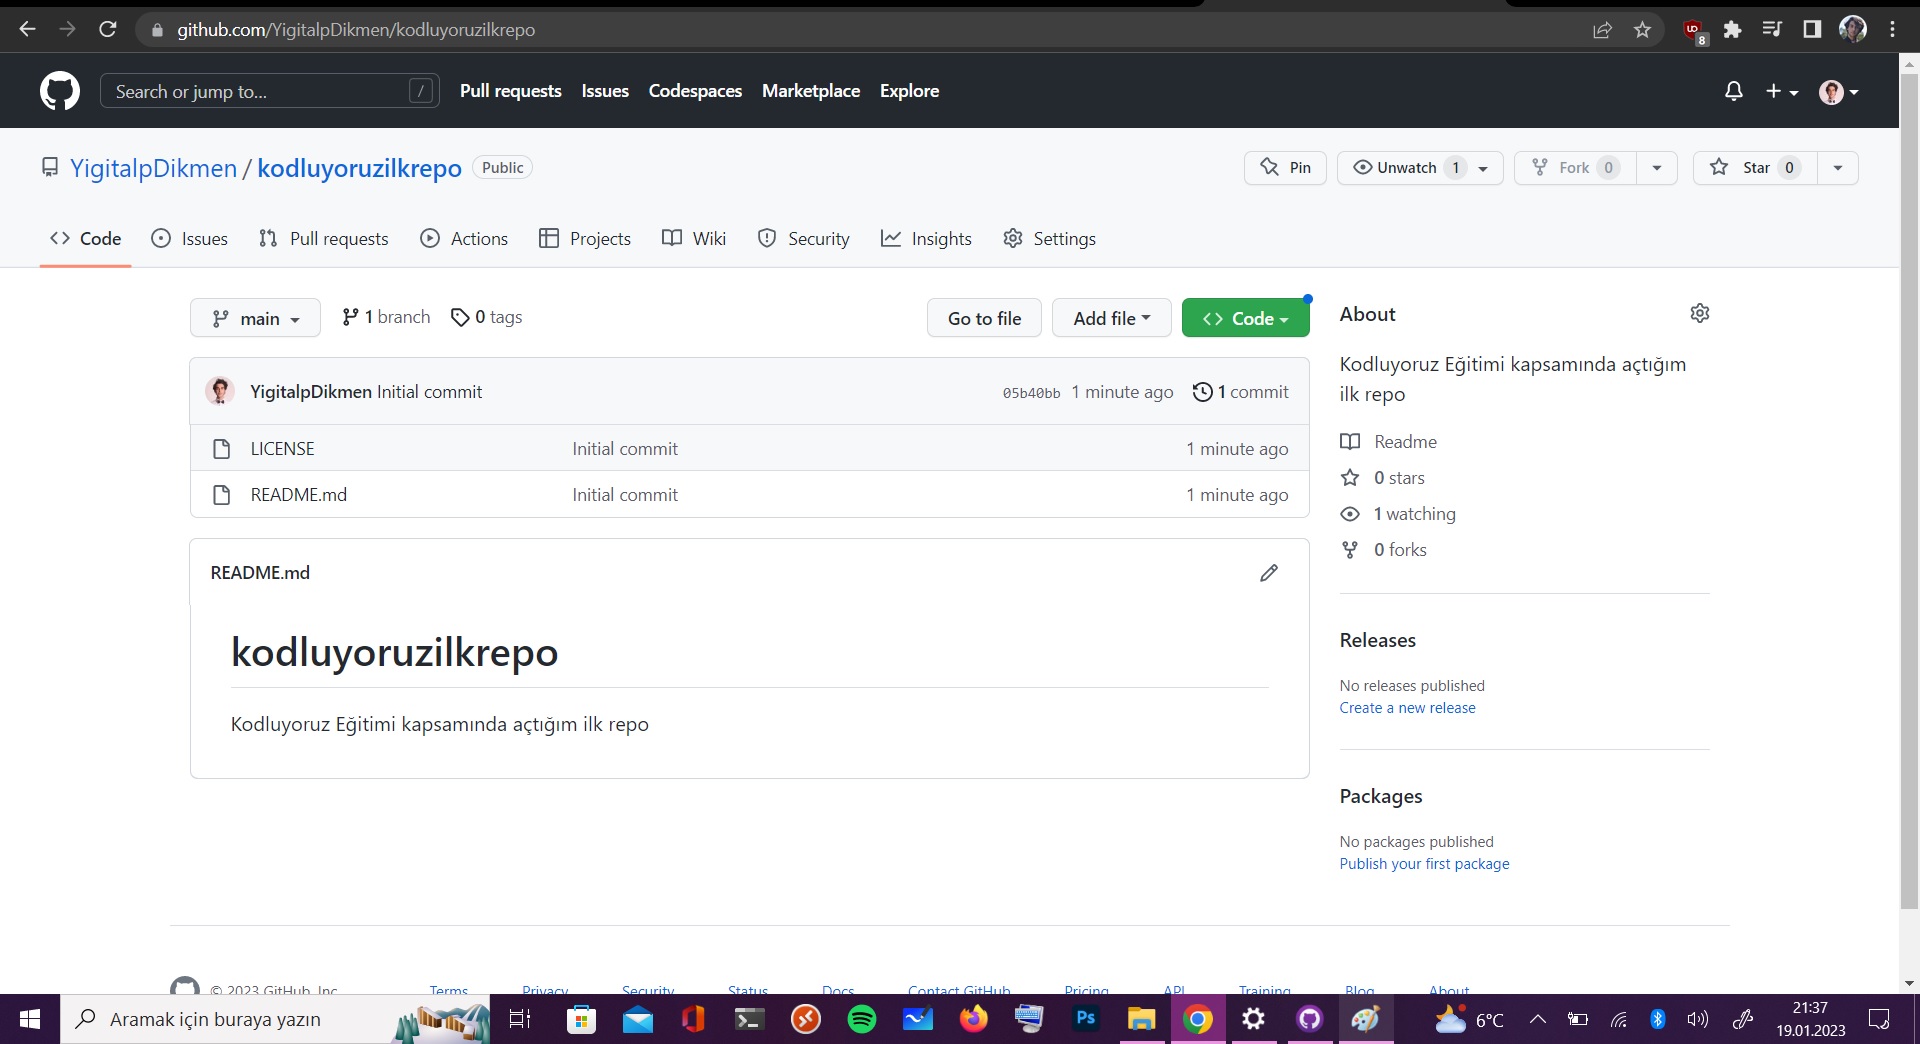 github.com/YigitalpDikmen/kodluyoruzilkrepo
8
Search or jump to... /
Pull requests Issues Codespaces Marketplace Explore
YigitalpDikmen / kodluyoruzilkrepo Public
Pin Unwatch 1 Fork 0 Star 0
Code Issues Pull requests Actions Projects Wiki Security Insights Settings
main 1 branch 0 tags Go to file Add file Code
YigitalpDikmen Initial commit 05b40bb 1 minute ago 1 commit
LICENSE Initial commit 1 minute ago
README.md Initial commit 1 minute ago
README.md
kodluyoruzilkrepo
Kodluyoruz Eğitimi kapsamında açtığım ilk repo
About
Kodluyoruz Eğitimi kapsamında açtığım
ilk repo
Readme
0 stars
1 watching
0 forks
Releases
No releases published
Create a new release
Packages
No packages published
Publish your first package
© 2023 GitHub, Inc. Terms Privacy Security Status Docs Contact GitHub Pricing API Training Blog About
Aramak için buraya yazın
Ps
6°C
21:37
19.01.2023